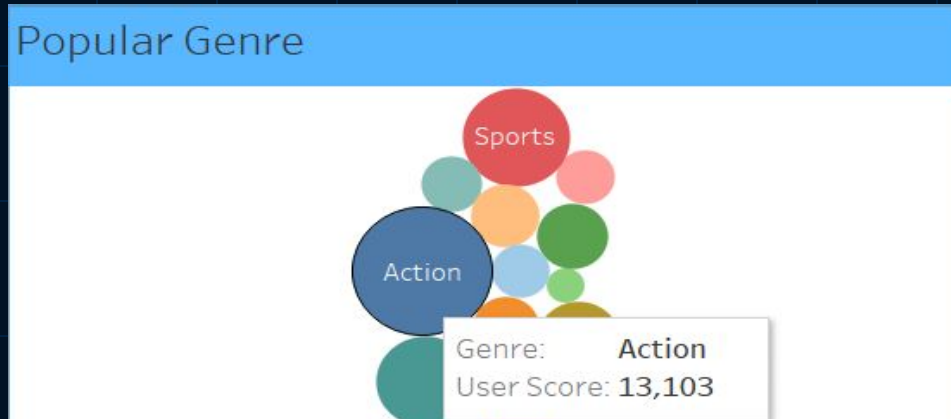 Popular Genre
Sports
Action
Genre: Action
User Score: 13,103